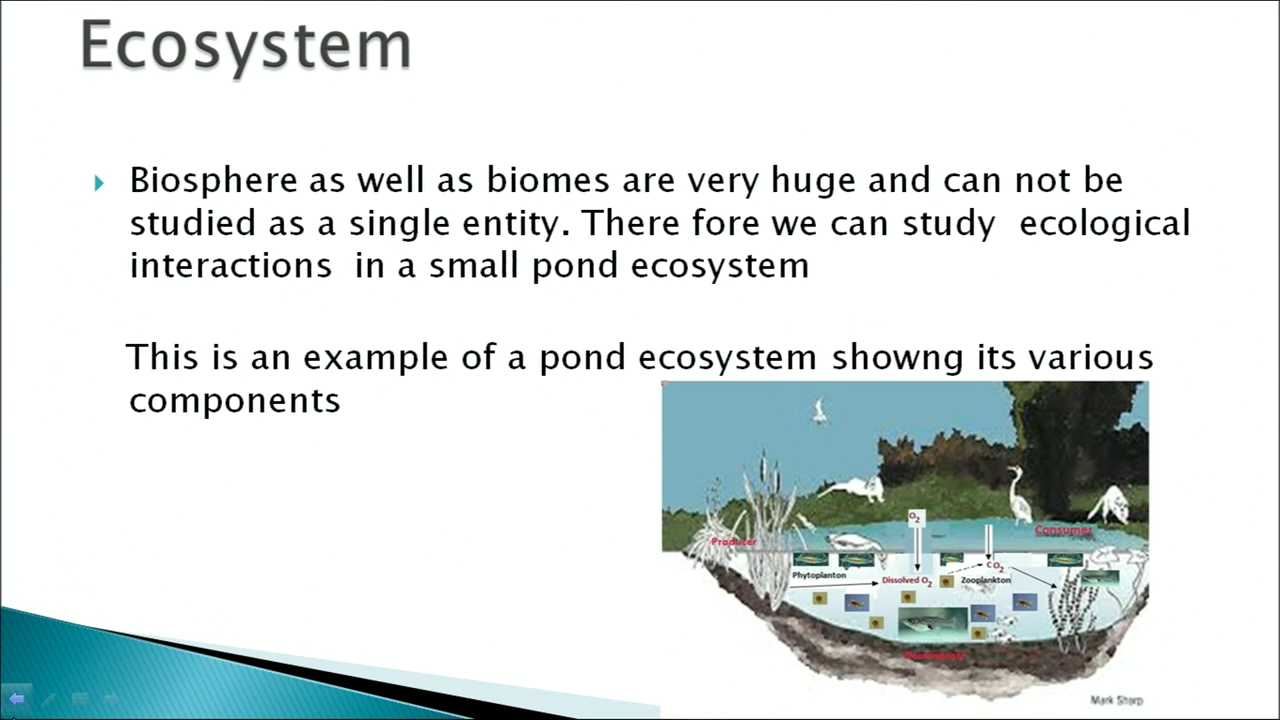 Ecosystem
Biosphere as well as biomes are very huge and can not be
studied as a single entity. There fore we can study ecological
interactions in a small pond ecosystem
This is an example of a pond ecosystem showng its various
components
O2
Consumer
Producer
CO2
Phytoplanton
Dissolved O2
Zooplankton
Mark Sharp